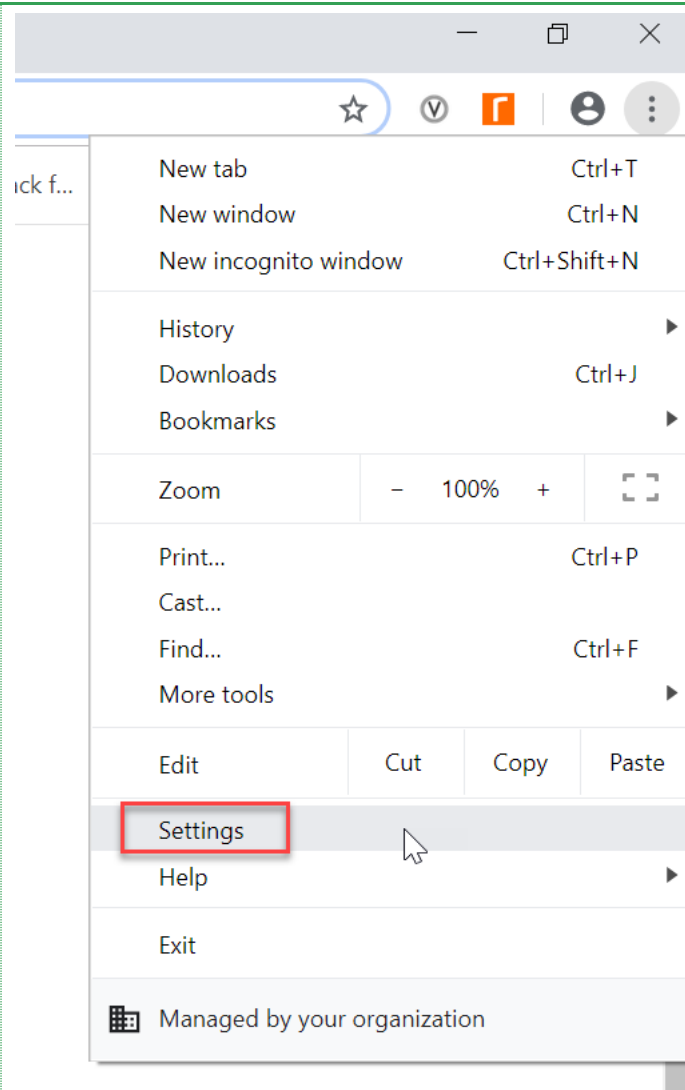 ck f...
New tab Ctrl+T
New window Ctrl+N
New incognito window Ctrl+Shift+N
History
Downloads Ctrl+J
Bookmarks
Zoom − 100% +
Print... Ctrl+P
Cast...
Find... Ctrl+F
More tools
Edit Cut Copy Paste
Settings
Help
Exit
Managed by your organization